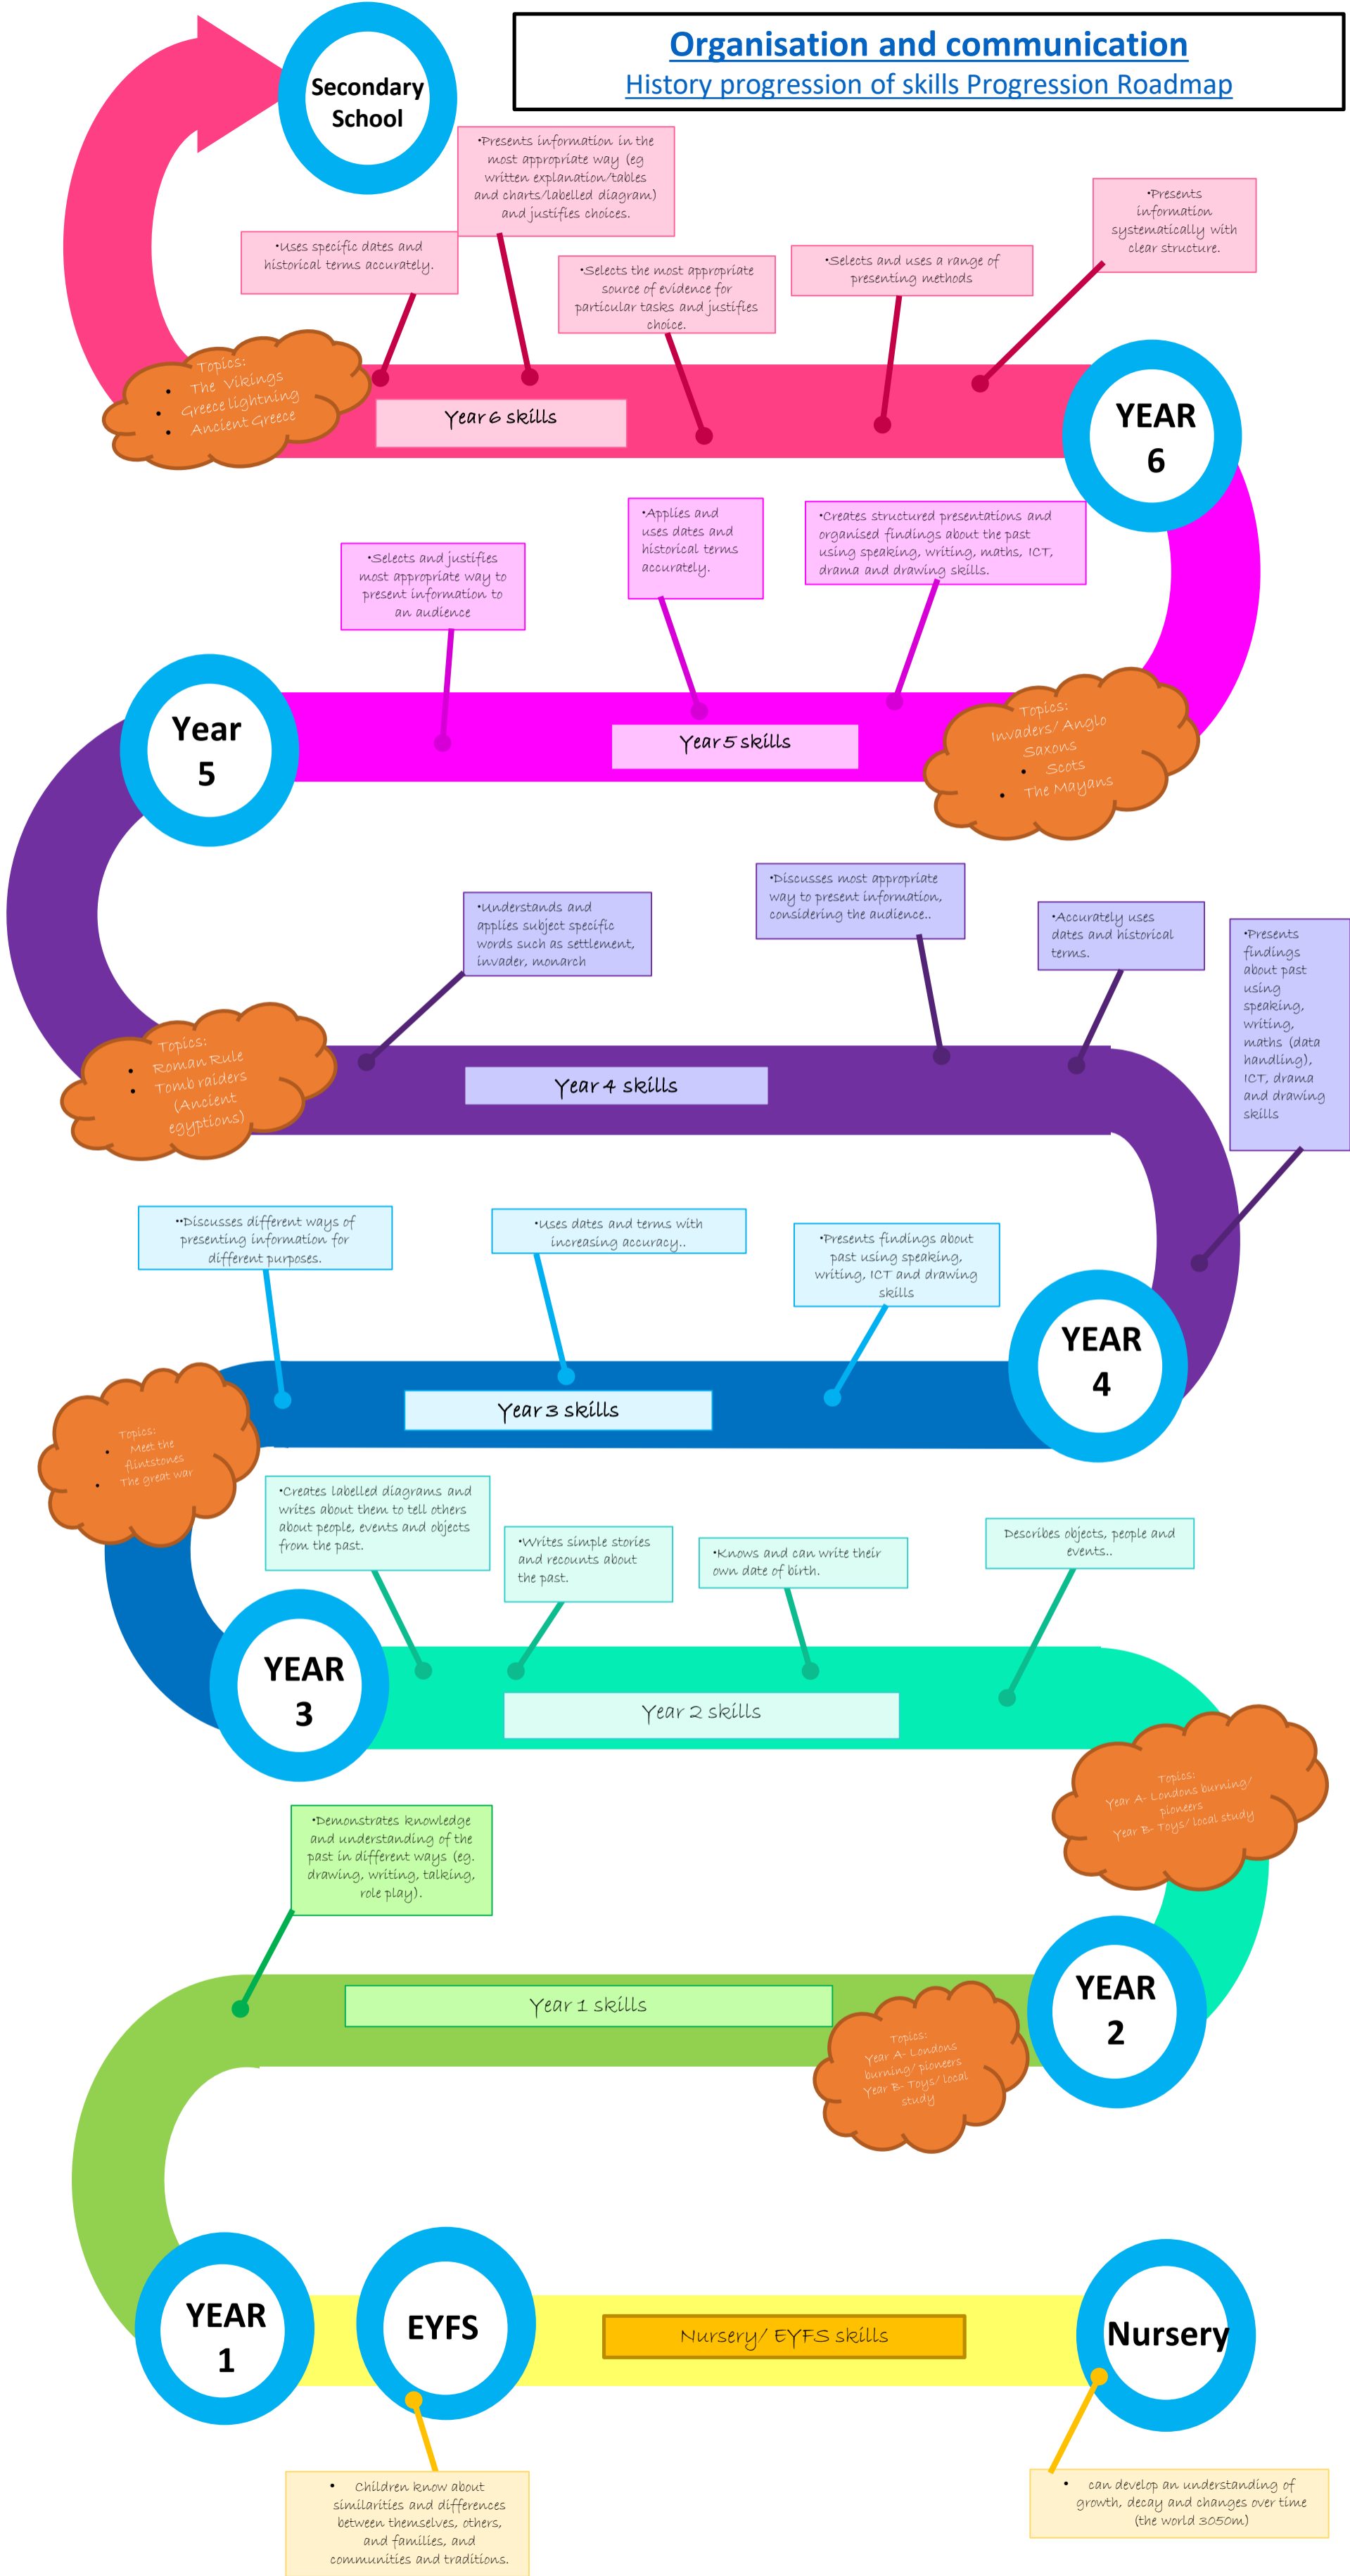 Organisation and communication
History progression of skills Progression Roadmap
Secondary
School
•Presents information in the
most appropriate way (eg
written explanation/tables
and charts/labelled diagram)
and justifies choices.
•Presents
information
systematically with
clear structure.
•Uses specific dates and
historical terms accurately.
•Selects and uses a range of
presenting methods
•Selects the most appropriate
source of evidence for
particular tasks and justifies
choice.
Topics:
• The Vikings
• Greece lightning
• Ancient Greece
Year 6 skills
YEAR
6
•Selects and justifies
most appropriate way to
present information to
an audience
•Applies and
uses dates and
historical terms
accurately.
•Creates structured presentations and
organised findings about the past
using speaking, writing, maths, ICT,
drama and drawing skills.
Year
5
Year 5 skills
Topics:
Invaders/ Anglo
Saxons
• Scots
• The Mayans
•Understands and
applies subject specific
words such as settlement,
invader, monarch
•Discusses most appropriate
way to present information,
considering the audience..
•Accurately uses
dates and historical
terms.
•Presents
findings
about past
using
speaking,
writing,
maths (data
handling),
ICT, drama
and drawing
skills
Topics:
• Roman Rule
• Tomb raiders
(Ancient
egyptions)
Year 4 skills
••Discusses different ways of
presenting information for
different purposes.
•Uses dates and terms with
increasing accuracy..
•Presents findings about
past using speaking,
writing, ICT and drawing
skills
YEAR
4
Year 3 skills
Topics:
• Meet the
flintstones
• The great war
•Creates labelled diagrams and
writes about them to tell others
about people, events and objects
from the past.
•Writes simple stories
and recounts about
the past.
•Knows and can write their
own date of birth.
Describes objects, people and
events..
YEAR
3
Year 2 skills
Topics:
Year A- Londons burning/
pioneers
Year B- Toys/ local study
•Demonstrates knowledge
and understanding of the
past in different ways (eg.
drawing, writing, talking,
role play).
Year 1 skills
Topics:
Year A- Londons
burning/ pioneers
Year B- Toys/ local
study
YEAR
2
YEAR
1
EYFS
Nursery/ EYFS skills
Nursery
• Children know about
similarities and differences
between themselves, others,
and families, and
communities and traditions.
• can develop an understanding of
growth, decay and changes over time
(the world 3050m)